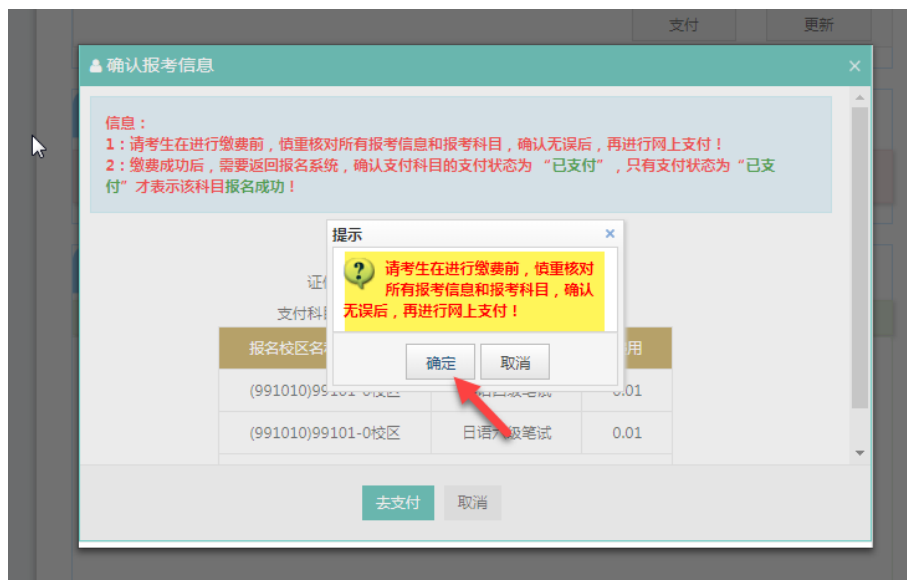 支付 更新
确认报考信息 ×
信息：
1：请考生在进行缴费前，慎重核对所有报考信息和报考科目，确认无误后，再进行网上支付！
2：缴费成功后，需要返回报名系统，确认支付科目的支付状态为 “已支付”，只有支付状态为“已支
付”才表示该科目报名成功！
提示 ×
请考生在进行缴费前，慎重核对
所有报考信息和报考科目，确认
无误后，再进行网上支付！
支付科
报名校区名 用
确定 取消
(991010)99101-0校区 0.01
(991010)99101-0校区 日语六级笔试 0.01
去支付 取消